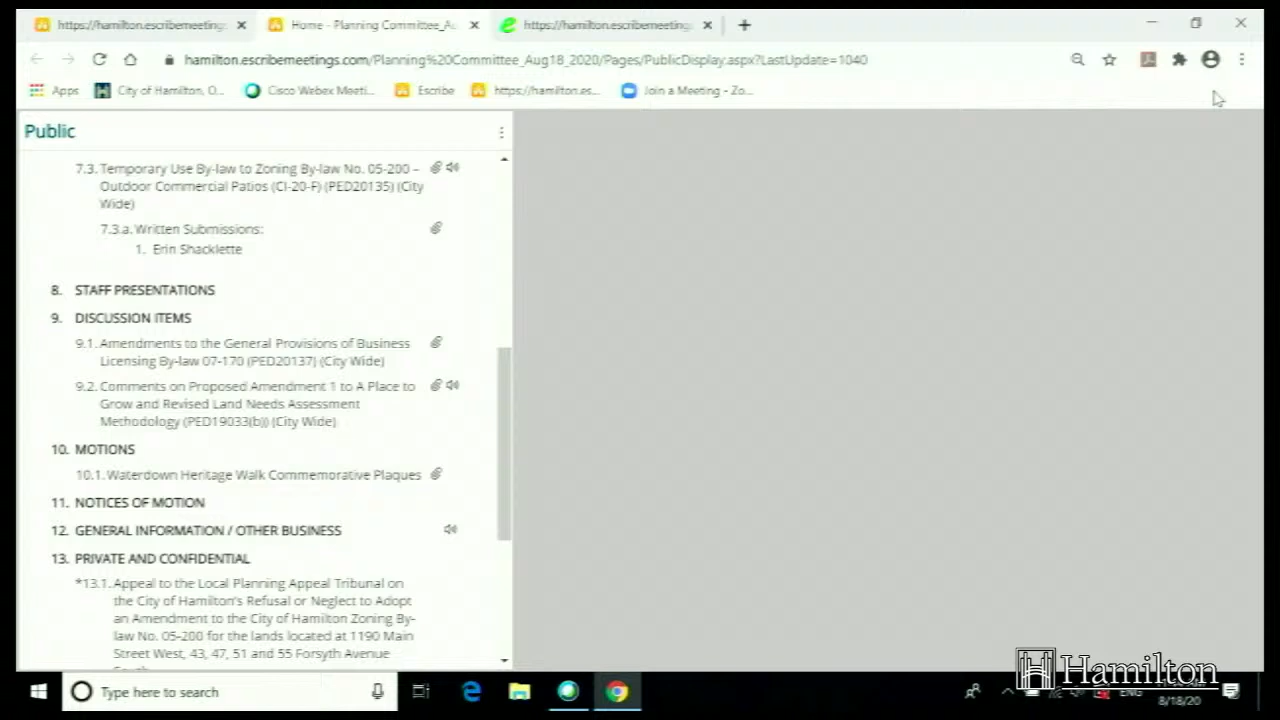 https://hamilton.escribemeeting:
Home - Planning Committee_A
https://hamilton.escribemeeting:
hamilton.escribemeetings.com/Planning%20Committee_Aug18_2020/Pages/PublicDisplay.aspx?LastUpdate=1040
Apps
City of Hamilton, O...
Cisco Webex Meeti...
Escribe
https://hamilton.es...
Join a Meeting - Zo...
Public
7.3. Temporary Use By-law to Zoning By-law No. 05-200 –
Outdoor Commercial Patios (CI-20-F) (PED20135) (City
Wide)
7.3.a. Written Submissions:
1. Erin Shacklette
8. STAFF PRESENTATIONS
9. DISCUSSION ITEMS
9.1. Amendments to the General Provisions of Business
Licensing By-law 07-170 (PED20137) (City Wide)
9.2. Comments on Proposed Amendment 1 to A Place to
Grow and Revised Land Needs Assessment
Methodology (PED19033(b)) (City Wide)
10. MOTIONS
10.1. Waterdown Heritage Walk Commemorative Plaques
11. NOTICES OF MOTION
12. GENERAL INFORMATION / OTHER BUSINESS
13. PRIVATE AND CONFIDENTIAL
*13.1. Appeal to the Local Planning Appeal Tribunal on
the City of Hamilton's Refusal or Neglect to Adopt
an Amendment to the City of Hamilton Zoning By-
law No. 05-200 for the lands located at 1190 Main
Street West, 43, 47, 51 and 55 Forsyth Avenue
Hamilton
Type here to search
ENG
8/18/20